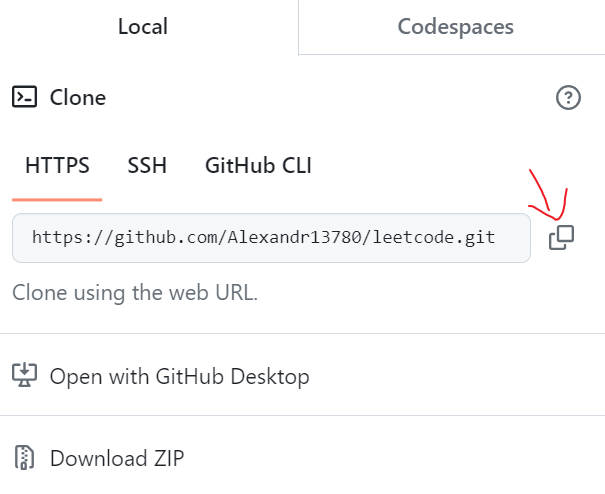 Local Codespaces
Clone
HTTPS SSH GitHub CLI
https://github.com/Alexandr13780/leetcode.git
Clone using the web URL.
Open with GitHub Desktop
Download ZIP